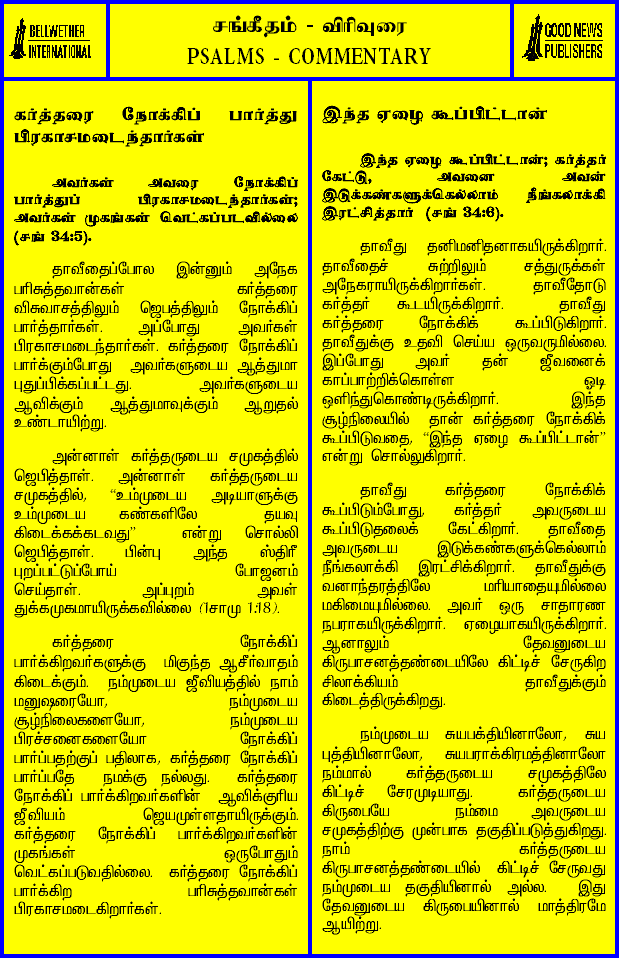 BELLWETHER
INTERNATIONAL
சங்கீதம் - விரிவுரை
PSALMS - COMMENTARY
GOOD NEWS
PUBLISHERS
கர்த்தரை நோக்கிப் பார்த்து
பிரகாசமடைந்தார்கள்
அவர்கள் அவரை நோக்கிப்
பார்த்துப் பிரகாசமடைந்தார்கள்;
அவர்கள் முகங்கள் வெட்கப்படவில்லை
(சங் 34:5).
தாவீதைப்போல இன்னும் அநேக
பரிசுத்தவான்கள் கர்த்தரை
விசுவாசத்திலும் ஜெபத்திலும் நோக்கிப்
பார்த்தார்கள். அப்போது அவர்கள்
பிரகாசமடைந்தார்கள். கர்த்தரை நோக்கிப்
பார்க்கும்போது அவர்களுடைய ஆத்துமா
புதுப்பிக்கப்பட்டது. அவர்களுடைய
ஆவிக்கும் ஆத்துமாவுக்கும் ஆறுதல்
உண்டாயிற்று.
அன்னாள் கர்த்தருடைய சமுகத்தில்
ஜெபித்தாள். அன்னாள் கர்த்தருடைய
சமுகத்தில், “உம்முடைய அடியாளுக்கு
உம்முடைய கண்களிலே தயவு
கிடைக்கக்கடவது” என்று சொல்லி
ஜெபித்தாள். பின்பு அந்த ஸ்திரீ
புறப்பட்டுப்போய் போஜனம்
செய்தாள். அப்புறம் அவள்
துக்கமுகமாயிருக்கவில்லை (1சாமு 1:18).
கர்த்தரை நோக்கிப்
பார்க்கிறவர்களுக்கு மிகுந்த ஆசீர்வாதம்
கிடைக்கும். நம்முடைய ஜீவியத்தில் நாம்
மனுஷரையோ, நம்முடைய
சூழ்நிலைகளையோ, நம்முடைய
பிரச்சனைகளையோ நோக்கிப்
பார்ப்பதற்குப் பதிலாக, கர்த்தரை நோக்கிப்
பார்ப்பதே நமக்கு நல்லது. கர்த்தரை
நோக்கிப் பார்க்கிறவர்களின் ஆவிக்குரிய
ஜீவியம் ஜெயமுள்ளதாயிருக்கும்.
கர்த்தரை நோக்கிப் பார்க்கிறவர்களின்
முகங்கள் ஒருபோதும்
வெட்கப்படுவதில்லை. கர்த்தரை நோக்கிப்
பார்க்கிற பரிசுத்தவான்கள்
பிரகாசமடைகிறார்கள்.
இந்த ஏழை கூப்பிட்டான்
இந்த ஏழை கூப்பிட்டான்; கர்த்தர்
கேட்டு, அவனை அவன்
இடுக்கண்களுக்கெல்லாம் நீங்கலாக்கி
இரட்சித்தார் (சங் 34:6).
தாவீது தனிமனிதனாகயிருக்கிறார்.
தாவீதைச் சுற்றிலும் சத்துருக்கள்
அநேகராயிருக்கிறார்கள். தாவீதோடு
கர்த்தர் கூடயிருக்கிறார். தாவீது
கர்த்தரை நோக்கிக் கூப்பிடுகிறார்.
தாவீதுக்கு உதவி செய்ய ஒருவருமில்லை.
இப்போது அவர் தன் ஜீவனைக்
காப்பாற்றிக்கொள்ள ஓடி
ஒளிந்துகொண்டிருக்கிறார். இந்த
சூழ்நிலையில் தான் கர்த்தரை நோக்கிக்
கூப்பிடுவதை, “இந்த ஏழை கூப்பிட்டான்”
என்று சொல்லுகிறார்.
தாவீது கர்த்தரை நோக்கிக்
கூப்பிடும்போது, கர்த்தர் அவருடைய
கூப்பிடுதலைக் கேட்கிறார். தாவீதை
அவருடைய இடுக்கண்களுக்கெல்லாம்
நீங்கலாக்கி இரட்சிக்கிறார். தாவீதுக்கு
வனாந்தரத்திலே மரியாதையுமில்லை
மகிமையுமில்லை. அவர் ஒரு சாதாரண
நபராகயிருக்கிறார். ஏழையாகயிருக்கிறார்.
ஆனாலும் தேவனுடைய
கிருபாசனத்தண்டையிலே கிட்டிச் சேருகிற
சிலாக்கியம் தாவீதுக்கும்
கிடைத்திருக்கிறது.
நம்முடைய சுயபக்தியினாலோ, சுய
புத்தியினாலோ, சுயபராக்கிரமத்தினாலோ
நம்மால் கர்த்தருடைய சமுகத்திலே
கிட்டிச் சேரமுடியாது. கர்த்தருடைய
கிருபையே நம்மை அவருடைய
சமுகத்திற்கு முன்பாக தகுதிப்படுத்துகிறது.
நாம் கர்த்தருடைய
கிருபாசனத்தண்டையில் கிட்டிச் சேருவது
நம்முடைய தகுதியினால் அல்ல. இது
தேவனுடைய கிருபையினால் மாத்திரமே
ஆயிற்று.